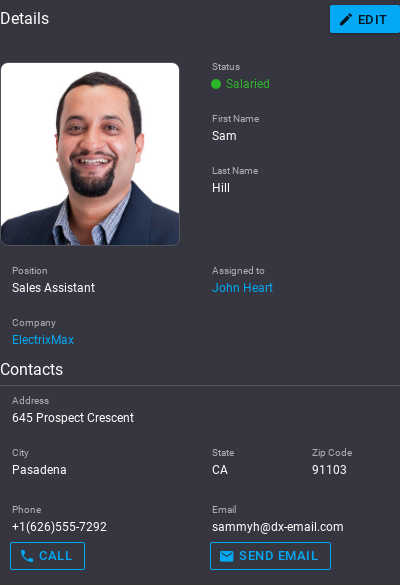 Details
EDIT
Status
Salaried
First Name
Sam
Last Name
Hill
Position
Sales Assistant
Assigned to
John Heart
Company
ElectrixMax
Contacts
Address
645 Prospect Crescent
City
Pasadena
State
CA
Zip Code
91103
Phone
+1(626)555-7292
CALL
Email
sammyh@dx-email.com
SEND EMAIL